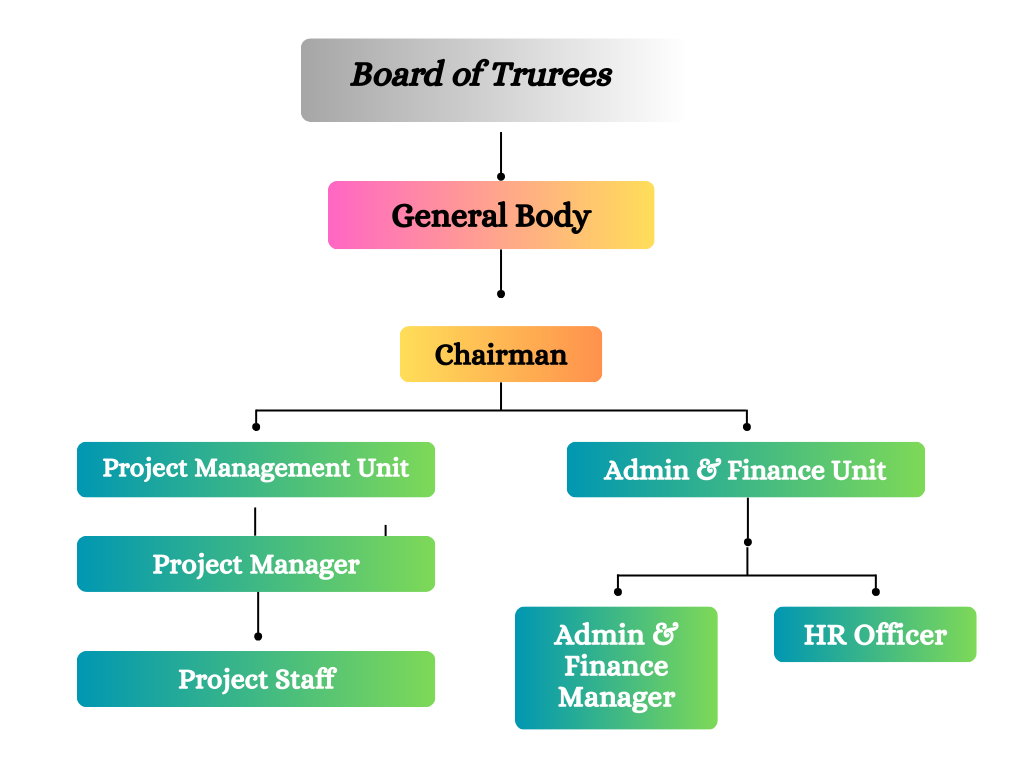 Board of Trurees
General Body
Chairman
Project Management Unit
Admin & Finance Unit
Project Manager
Admin &
Finance
Manager
HR Officer
Project Staff